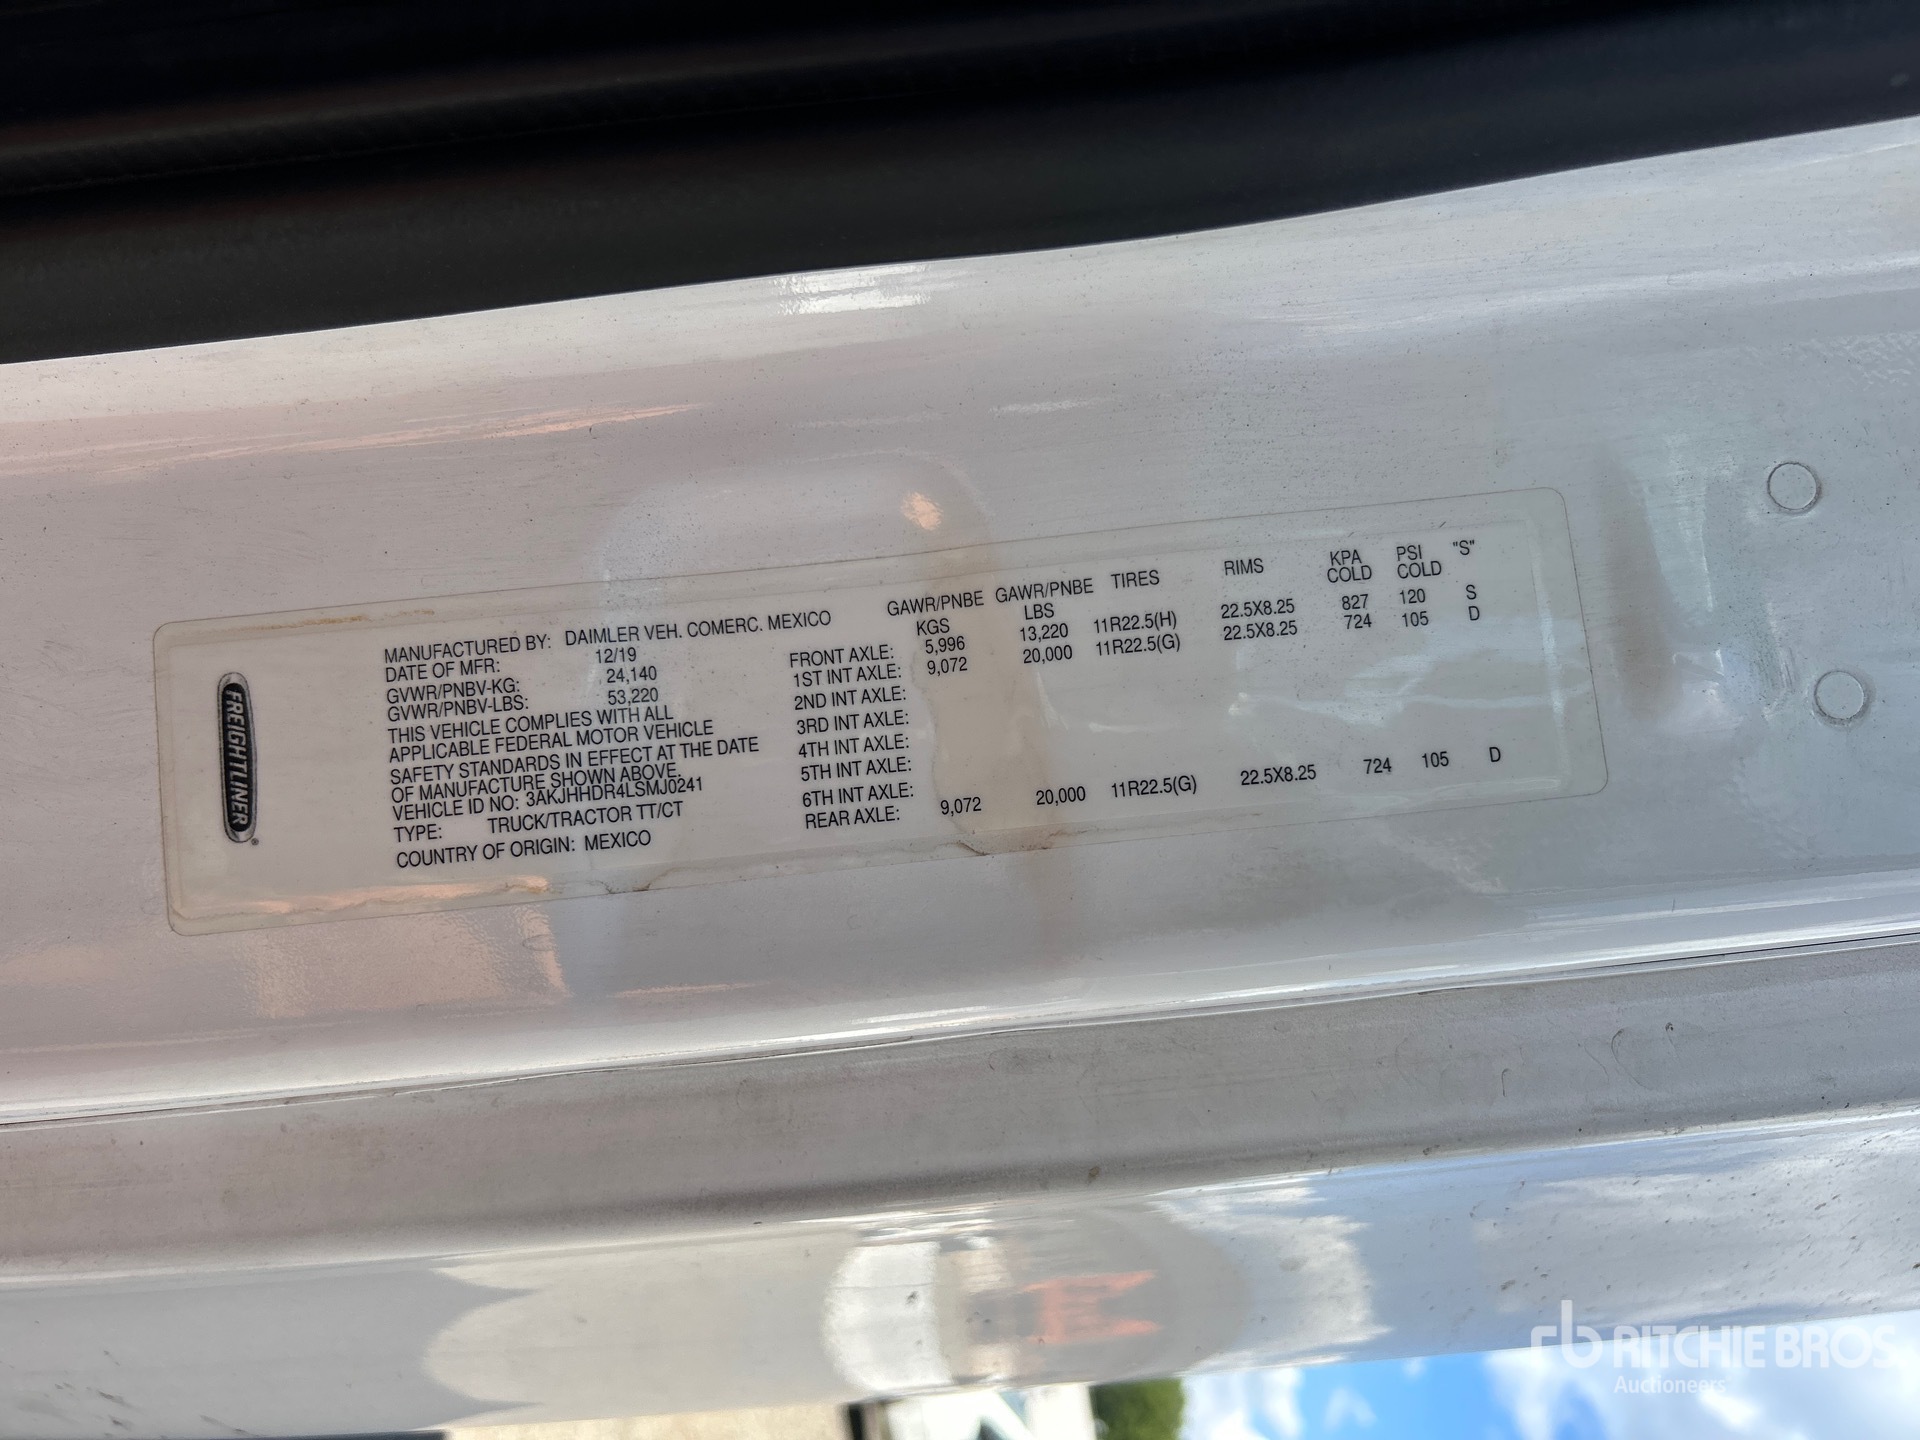 FREIGHTLINER®
MANUFACTURED BY: DAIMLER VEH. COMERC. MEXICO
DATE OF MFR: 12/19
GVWR/PNBV-KG: 24,140
GVWR/PNBV-LBS: 53,220
THIS VEHICLE COMPLIES WITH ALL
APPLICABLE FEDERAL MOTOR VEHICLE
SAFETY STANDARDS IN EFFECT AT THE DATE
OF MANUFACTURE SHOWN ABOVE.
VEHICLE ID NO: 3AKJHHDR4LSMJ0241
TYPE: TRUCK/TRACTOR TT/CT
COUNTRY OF ORIGIN: MEXICO
GAWR/PNBE KGS GAWR/PNBE LBS TIRES RIMS KPA COLD PSI COLD "S"
FRONT AXLE: 5,996 13,220 11R22.5(H) 22.5X8.25 827 120 S
1ST INT AXLE: 9,072 20,000 11R22.5(G) 22.5X8.25 724 105 D
2ND INT AXLE:
3RD INT AXLE:
4TH INT AXLE:
5TH INT AXLE:
6TH INT AXLE:
REAR AXLE: 9,072 20,000 11R22.5(G) 22.5X8.25 724 105 D
rb RITCHIE BROS
Auctioneers